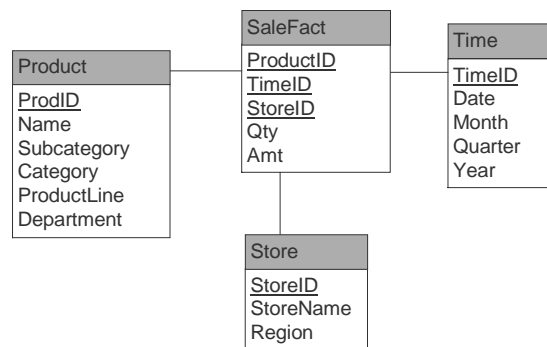 Product
ProdID
Name
Subcategory
Category
ProductLine
Department
SaleFact
ProductID
TimeID
StoreID
Qty
Amt
Time
TimeID
Date
Month
Quarter
Year
Store
StoreID
StoreName
Region